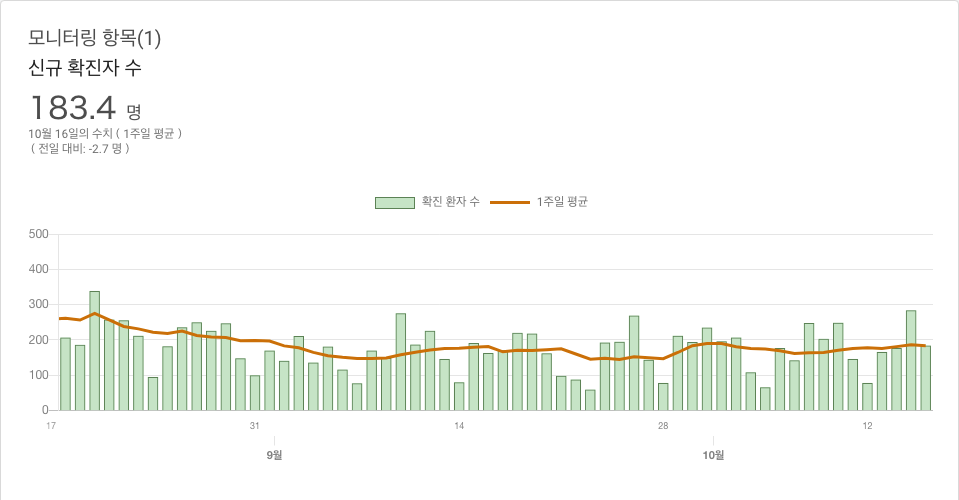 모니터링 항목(1)
신규 확진자 수
183.4 명
10월 16일의 수치 ( 1주일 평균 )
( 전일 대비: -2.7 명 )
확진 환자 수 1주일 평균
500
400
300
200
100
0
17 31 14 28 12
9월 10월